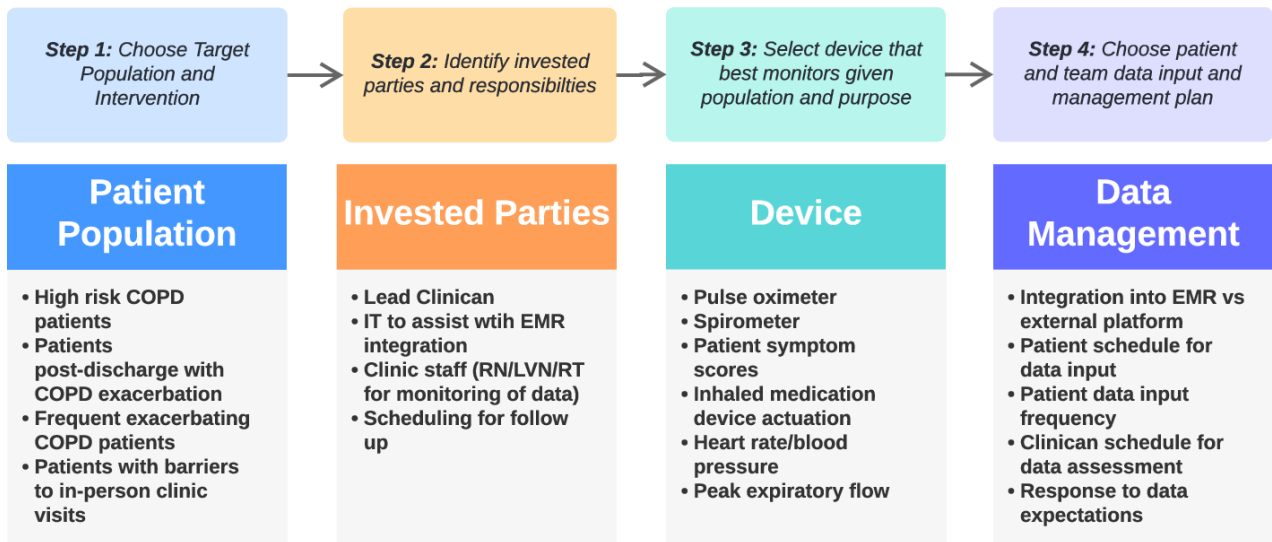 Step 1: Choose Target
Population and
Intervention
Step 2: Identify invested
parties and responsibilties
Step 3: Select device that
best monitors given
population and purpose
Step 4: Choose patient
and team data input and
management plan
Patient
Population
• High risk COPD
patients
• Patients
post-discharge with
COPD exacerbation
• Frequent exacerbating
COPD patients
• Patients with barriers
to in-person clinic
visits
Invested Parties
• Lead Clinican
• IT to assist wtih EMR
integration
• Clinic staff (RN/LVN/RT
for monitoring of data)
• Scheduling for follow
up
Device
• Pulse oximeter
• Spirometer
• Patient symptom
scores
• Inhaled medication
device actuation
• Heart rate/blood
pressure
• Peak expiratory flow
Data
Management
• Integration into EMR vs
external platform
• Patient schedule for
data input
• Patient data input
frequency
• Clinican schedule for
data assessment
• Response to data
expectations